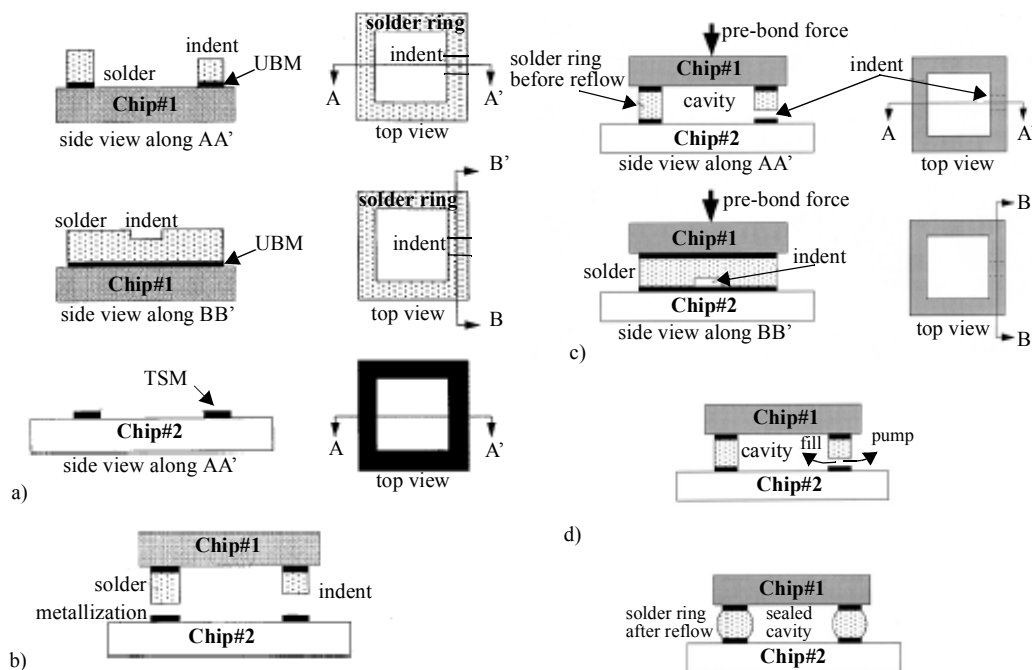 solder
indent
UBM
Chip#1
side view along AA’
solder ring
indent
A
A’
top view
solder
indent
UBM
Chip#1
side view along BB’
B’
solder ring
indent
top view
B
TSM
Chip#2
side view along AA’
A
A’
top view
a)
Chip#1
solder
indent
metallization
Chip#2
b)
pre-bond force
solder ring
before reflow
Chip#1
cavity
indent
Chip#2
side view along AA’
A
A
top view
pre-bond force
Chip#1
solder
indent
Chip#2
side view along BB’
B
top view
B
c)
Chip#1
cavity
fill
pump
Chip#2
d)
Chip#1
solder ring
after reflow
sealed
cavity
Chip#2